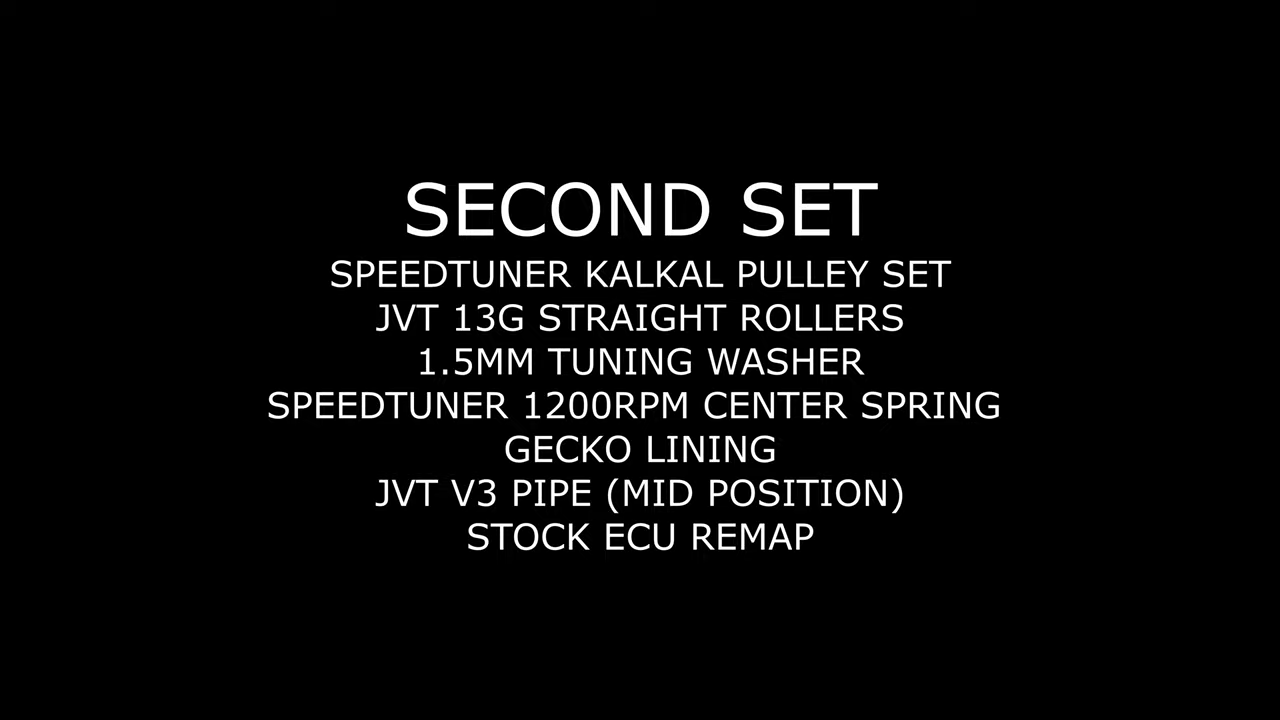 SECOND SET
SPEEDTUNER KALKAL PULLEY SET
JVT 13G STRAIGHT ROLLERS
1.5MM TUNING WASHER
SPEEDTUNER 1200RPM CENTER SPRING
GECKO LINING
JVT V3 PIPE (MID POSITION)
STOCK ECU REMAP